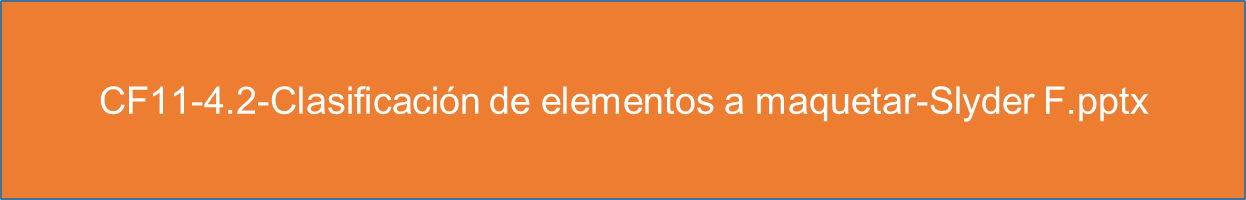 CF11-4.2-Clasificación de elementos a maquetar-Slyder F.pptx